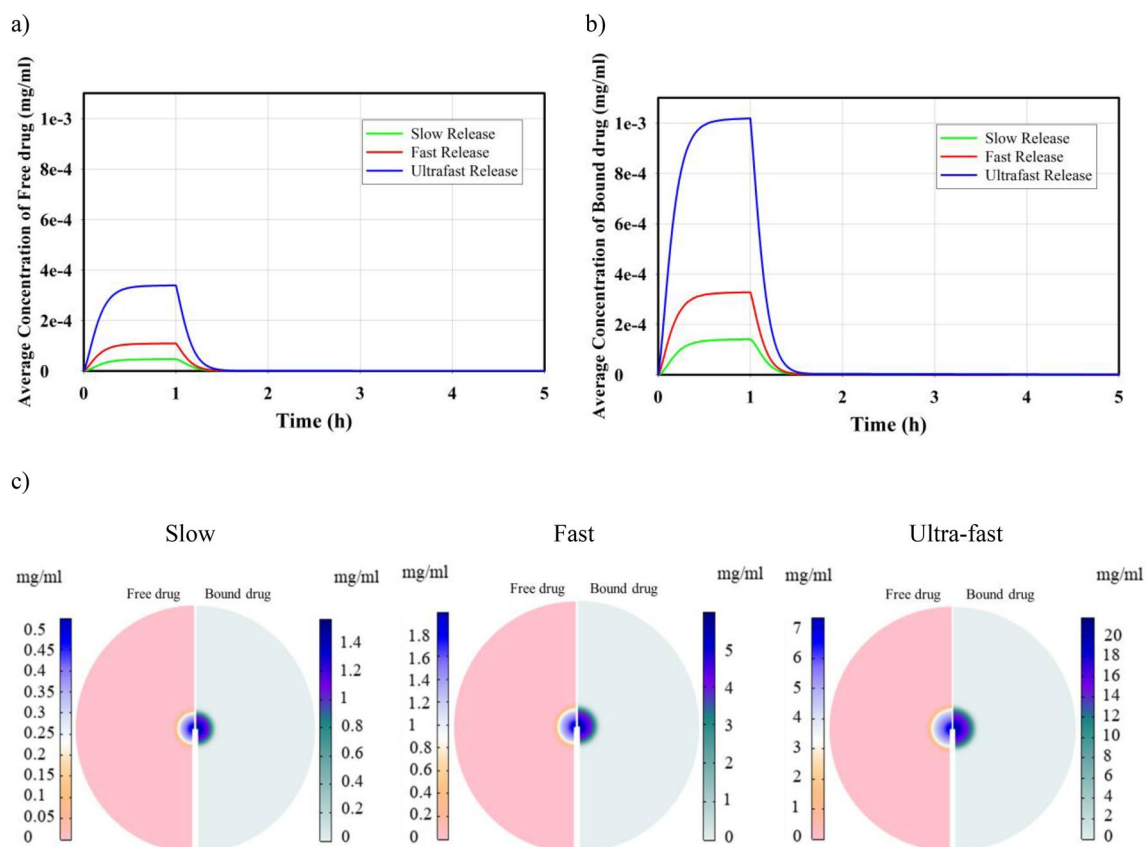 a)
Average Concentration of Free drug (mg/ml)
1e-3
8e-4
6e-4
4e-4
2e-4
0
0 1 2 3 4 5
Time (h)
Slow Release
Fast Release
Ultrafast Release
b)
Average Concentration of Bound drug (mg/ml)
1e-3
8e-4
6e-4
4e-4
2e-4
0
0 1 2 3 4 5
Time (h)
Slow Release
Fast Release
Ultrafast Release
c)
Slow
mg/ml
0.5
0.45
0.4
0.35
0.3
0.25
0.2
0.15
0.1
0.05
0
Free drug
Bound drug
mg/ml
1.4
1.2
1
0.8
0.6
0.4
0.2
0
Fast
mg/ml
1.8
1.6
1.4
1.2
1
0.8
0.6
0.4
0.2
0
Free drug
Bound drug
mg/ml
5
4
3
2
1
0
Ultra-fast
mg/ml
7
6
5
4
3
2
1
0
Free drug
Bound drug
mg/ml
20
18
16
14
12
10
8
6
4
2
0